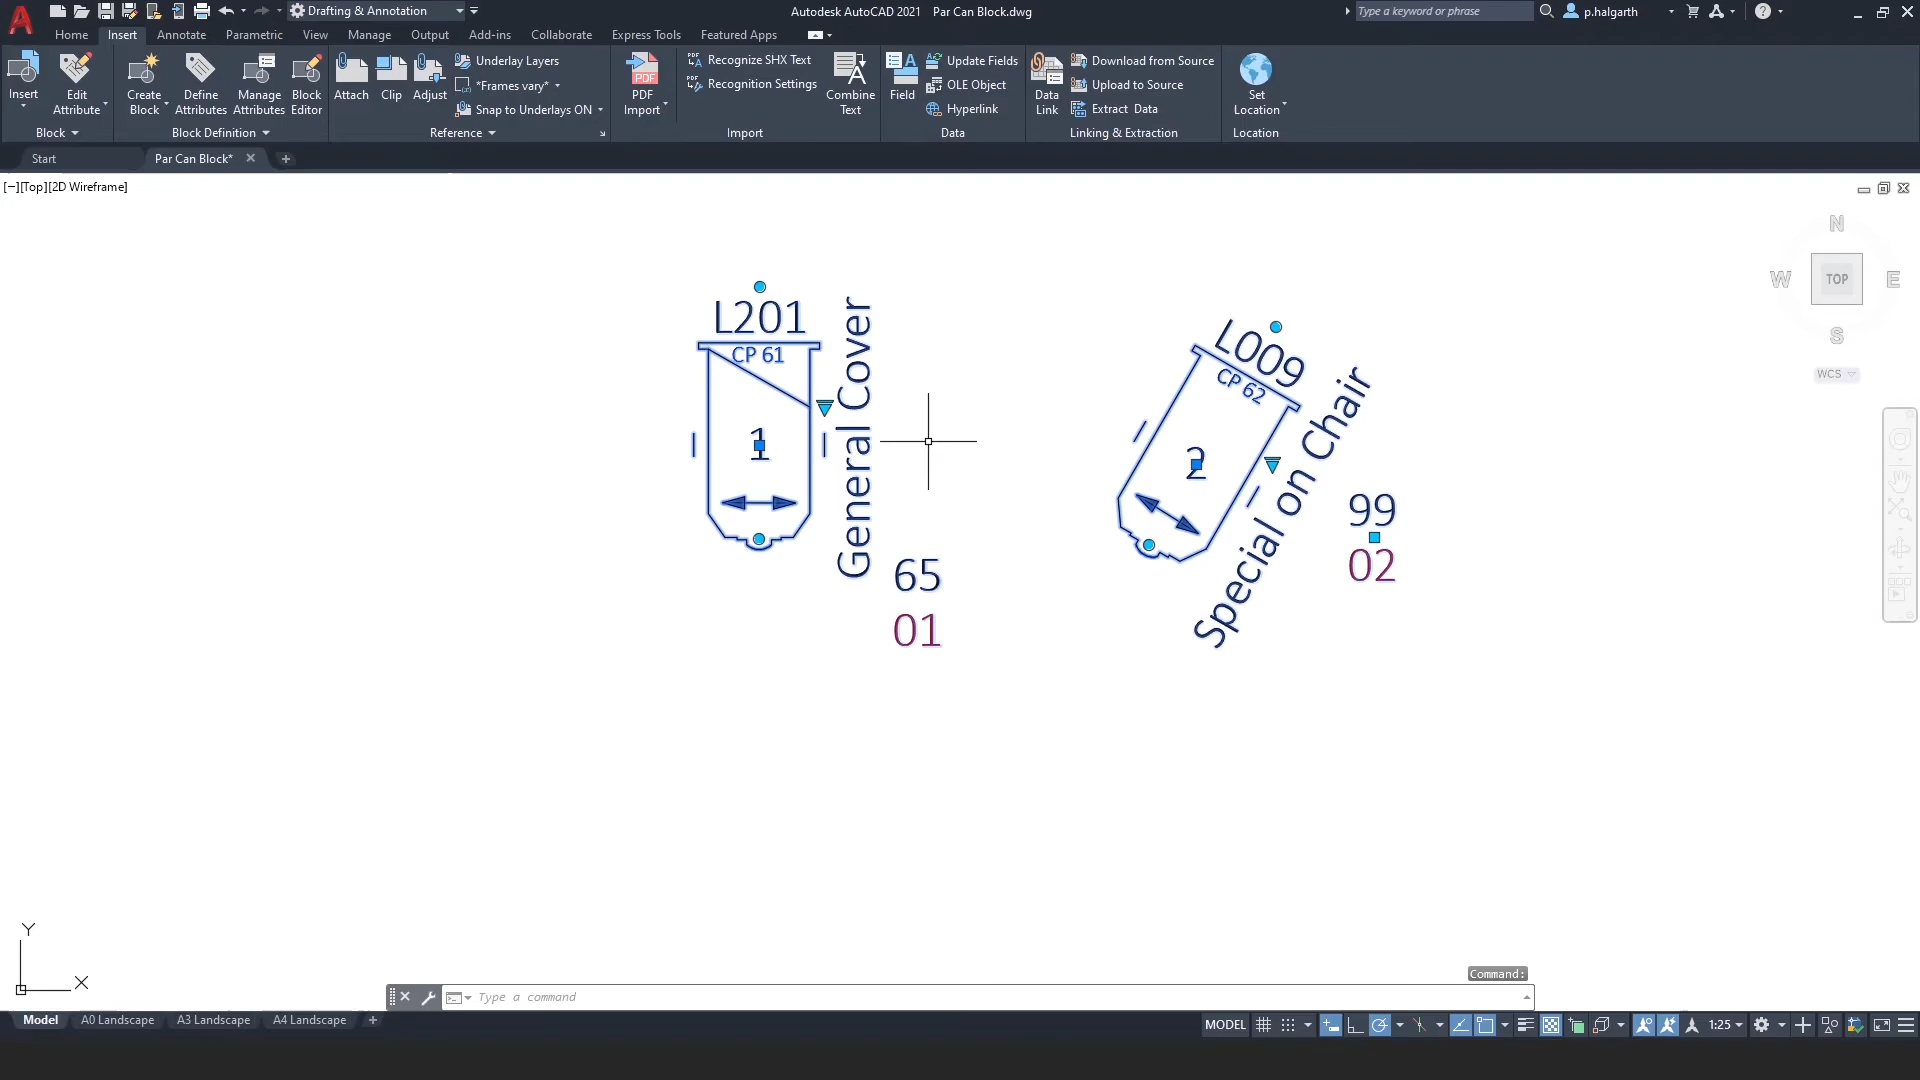 Drafting & Annotation
Autodesk AutoCAD 2021 Par Can Block.dwg
Type a keyword or phrase
p.halgarth
Home Insert Annotate Parametric View Manage Output Add-ins Collaborate Express Tools Featured Apps
Insert
Edit Attribute
Create Block
Define Attributes
Manage Attributes
Block Editor
Attach
Clip
Adjust
Underlay Layers
*Frames vary*
Snap to Underlays ON
PDF
PDF Import
Recognize SHX Text
Recognition Settings
Combine Text
Field
Update Fields
OLE Object
Hyperlink
Data Link
Download from Source
Upload to Source
Extract Data
Set Location
Block
Block Definition
Reference
Import
Data
Linking & Extraction
Location
Start
Par Can Block*
[−][Top][2D Wireframe]
N
W
TOP
E
S
WCS
L201
CP 61
1
General Cover
65
01
L009
CP 62
2
Special on Chair
99
02
Y
X
Command:
Type a command
Model A0 Landscape A3 Landscape A4 Landscape
MODEL
1:25